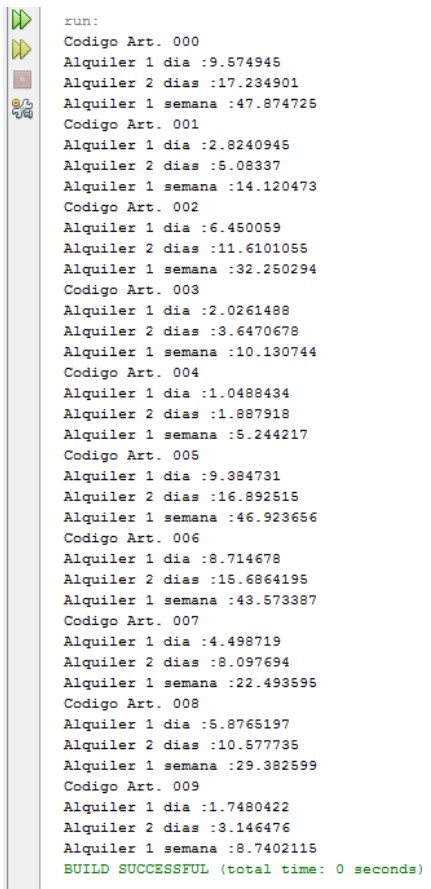 run:
Codigo Art. 000
Alquiler 1 dia :9.574945
Alquiler 2 dias :17.234901
Alquiler 1 semana :47.874725
Codigo Art. 001
Alquiler 1 dia :2.8240945
Alquiler 2 dias :5.08337
Alquiler 1 semana :14.120473
Codigo Art. 002
Alquiler 1 dia :6.450059
Alquiler 2 dias :11.6101055
Alquiler 1 semana :32.250294
Codigo Art. 003
Alquiler 1 dia :2.0261488
Alquiler 2 dias :3.6470678
Alquiler 1 semana :10.130744
Codigo Art. 004
Alquiler 1 dia :1.0488434
Alquiler 2 dias :1.887918
Alquiler 1 semana :5.244217
Codigo Art. 005
Alquiler 1 dia :9.384731
Alquiler 2 dias :16.892515
Alquiler 1 semana :46.923656
Codigo Art. 006
Alquiler 1 dia :8.714678
Alquiler 2 dias :15.6864195
Alquiler 1 semana :43.573387
Codigo Art. 007
Alquiler 1 dia :4.498719
Alquiler 2 dias :8.097694
Alquiler 1 semana :22.493595
Codigo Art. 008
Alquiler 1 dia :5.8765197
Alquiler 2 dias :10.577735
Alquiler 1 semana :29.382599
Codigo Art. 009
Alquiler 1 dia :1.7480422
Alquiler 2 dias :3.146476
Alquiler 1 semana :8.7402115
BUILD SUCCESSFUL (total time: 0 seconds)